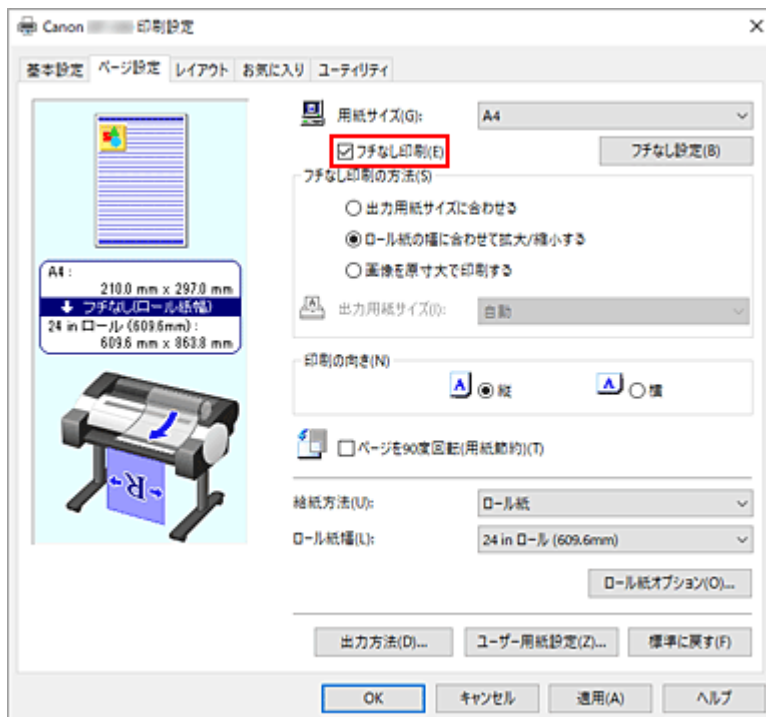 Canon 印刷設定
基本設定 ページ設定 レイアウト お気に入り ユーティリティ
用紙サイズ(G): A4
フチなし印刷(E) フチなし設定(B)
フチなし印刷の方法(S)
出力用紙サイズに合わせる
ロール紙の幅に合わせて拡大/縮小する
画像を原寸大で印刷する
出力用紙サイズ(I): 自動
A4 :
210.0 mm x 297.0 mm
フチなし(ロール紙幅)
24 in ロール (609.6mm) :
609.6 mm x 863.8 mm
印刷の向き(N)
A 縦 A 横
R
ページを90度回転(用紙節約)(T)
給紙方法(U): ロール紙
ロール紙幅(L): 24 in ロール (609.6mm)
ロール紙オプション(O)...
出力方法(D)... ユーザー用紙設定(Z)... 標準に戻す(F)
OK キャンセル 適用(A) ヘルプ